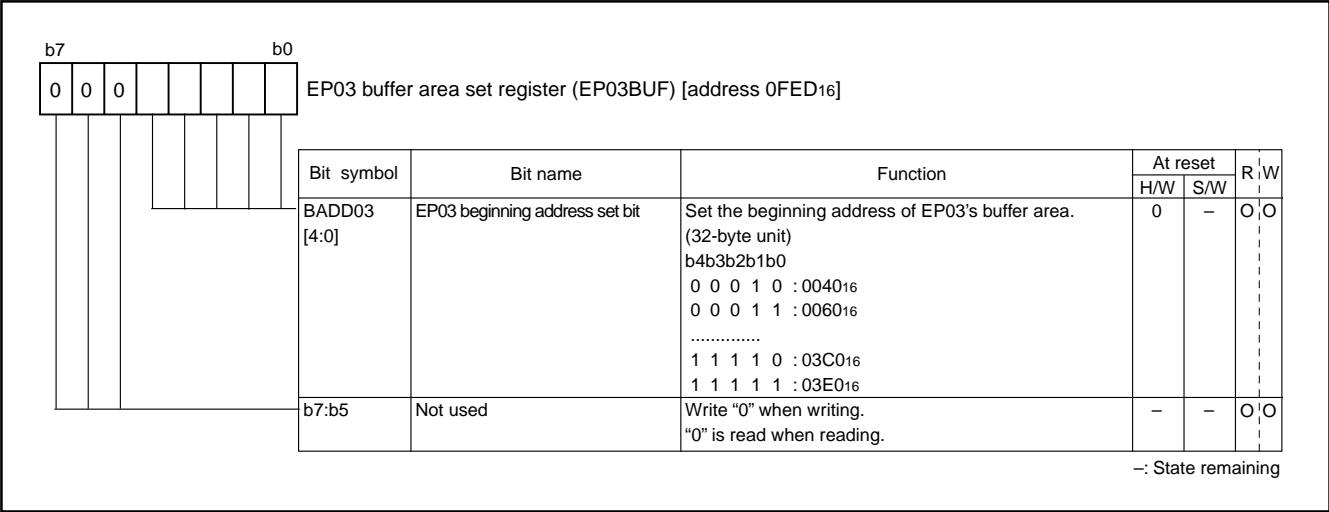 b7 b0
0 0 0 EP03 buffer area set register (EP03BUF) [address 0FED16]
Bit symbol Bit name Function At reset R W
H/W S/W
BADD03 EP03 beginning address set bit Set the beginning address of EP03’s buffer area. 0 – O O
[4:0] (32-byte unit)
b4b3b2b1b0
0 0 0 1 0 : 004016
0 0 0 1 1 : 006016
..............
1 1 1 1 0 : 03C016
1 1 1 1 1 : 03E016
b7:b5 Not used Write “0” when writing. – – O O
“0” is read when reading.
–: State remaining